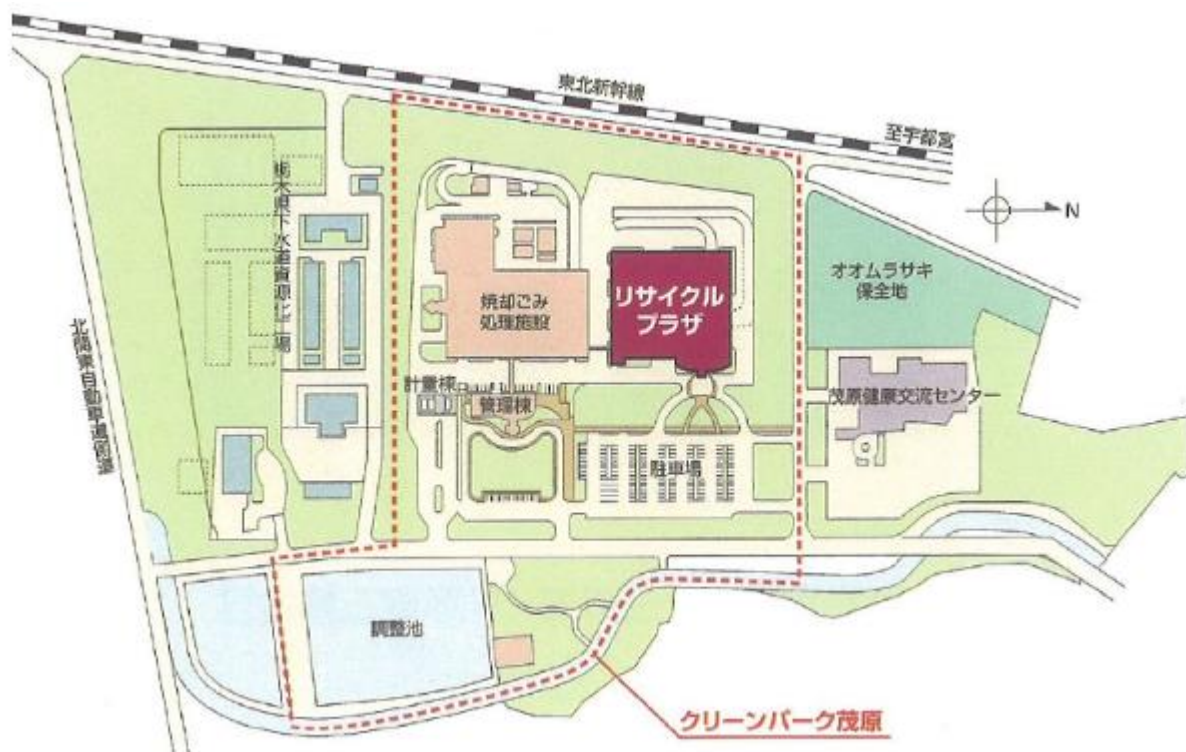 東北新幹線
至宇都宮
N
栃木県下水道資源化工場
オオムラサキ
保全地
焼却ごみ
処理施設
リサイクル
プラザ
北関東自動車道側道
計量棟
管理棟
茂原健康交流センター
駐車場
調整池
クリーンパーク茂原